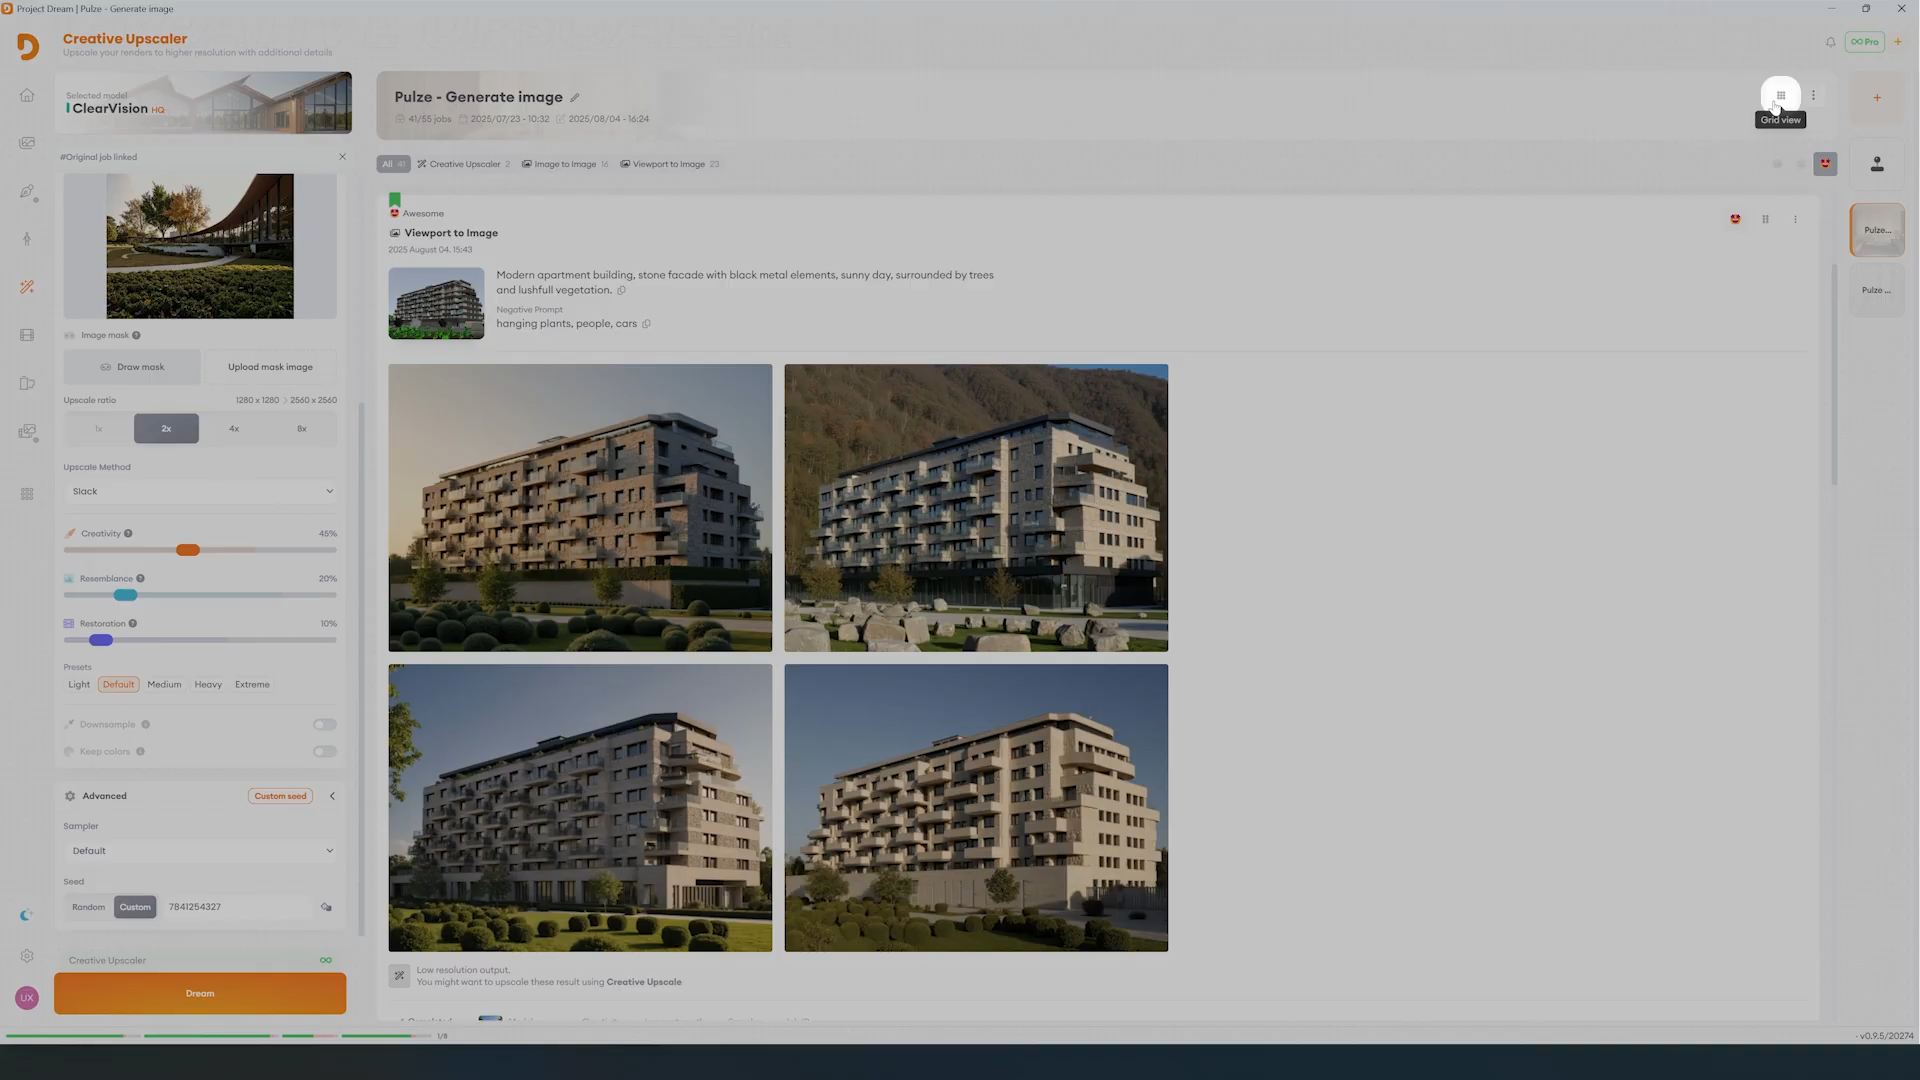 Project Dream | Pulze - Generate image
Creative Upscaler
Upscale your renders to higher resolution with additional details
Pro
Selected model
ClearVision HQ
Pulze - Generate image
41/55 jobs 2025/07/23 - 10:32 2025/08/04 - 16:24
Grid view
#Original job linked
All 41 Creative Upscaler 2 Image to Image 16 Viewport to Image 23
Awesome
Viewport to Image
2025 August 04, 15:43
Modern apartment building, stone facade with black metal elements, sunny day, surrounded by trees
and lushfull vegetation.
Negative Prompt
hanging plants, people, cars
Pulze...
Pulze ...
Image mask
Draw mask Upload mask image
Upscale ratio 1280 x 1280 > 2560 x 2560
1x 2x 4x 8x
Upscale Method
Slack
Creativity 45%
Resemblance 20%
Restoration 10%
Presets
Light Default Medium Heavy Extreme
Downsample
Keep colors
Advanced Custom seed
Sampler
Default
Seed
Random Custom 7841254327
Creative Upscaler
Dream
UX
Low resolution output.
You might want to upscale these result using Creative Upscale
1/8
- v0.9.5/20274